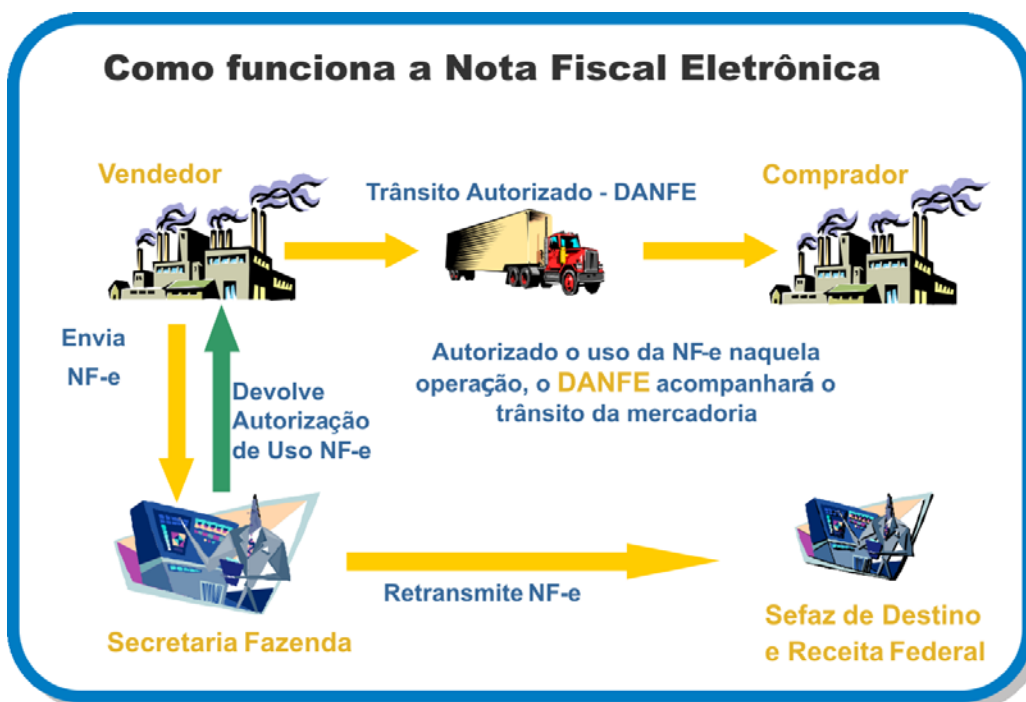 Como funciona a Nota Fiscal Eletrônica
Vendedor
Trânsito Autorizado - DANFE
Comprador
Envia
NF-e
Devolve
Autorização
de Uso NF-e
Autorizado o uso da NF-e naquela
operação, o DANFE acompanhará o
trânsito da mercadoria
Retransmite NF-e
Secretaria Fazenda
Sefaz de Destino
e Receita Federal